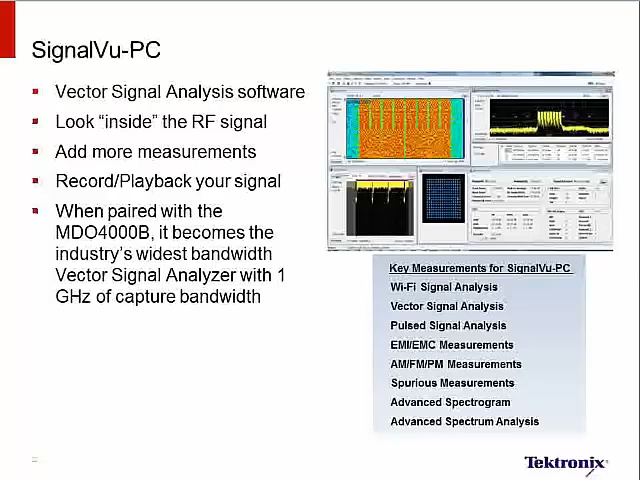 SignalVu-PC
Vector Signal Analysis software
Look “inside” the RF signal
Add more measurements
Record/Playback your signal
When paired with the
MDO4000B, it becomes the
industry’s widest bandwidth
Vector Signal Analyzer with 1
GHz of capture bandwidth
Key Measurements for SignalVu-PC
Wi-Fi Signal Analysis
Vector Signal Analysis
Pulsed Signal Analysis
EMI/EMC Measurements
AM/FM/PM Measurements
Spurious Measurements
Advanced Spectrogram
Advanced Spectrum Analysis
Tektronix